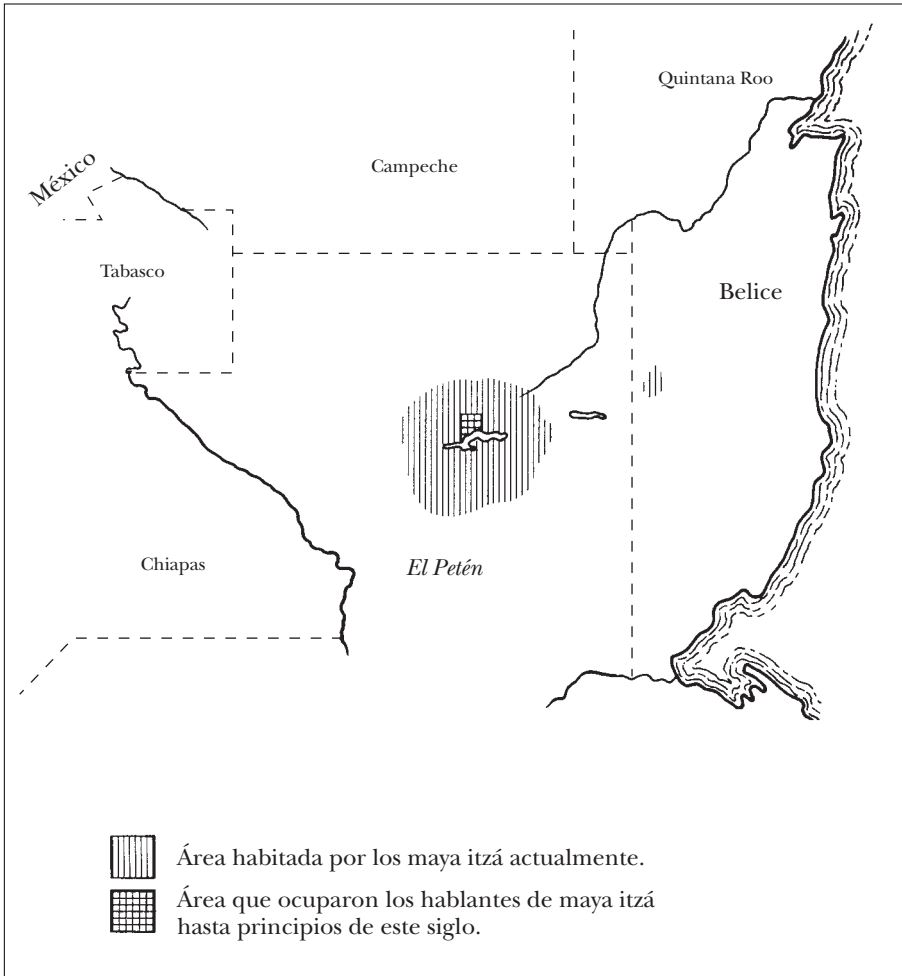 Quintana Roo
Campeche
México
Tabasco
Belice
Chiapas
El Petén
Área habitada por los maya itzá actualmente.
Área que ocuparon los hablantes de maya itzá
hasta principios de este siglo.